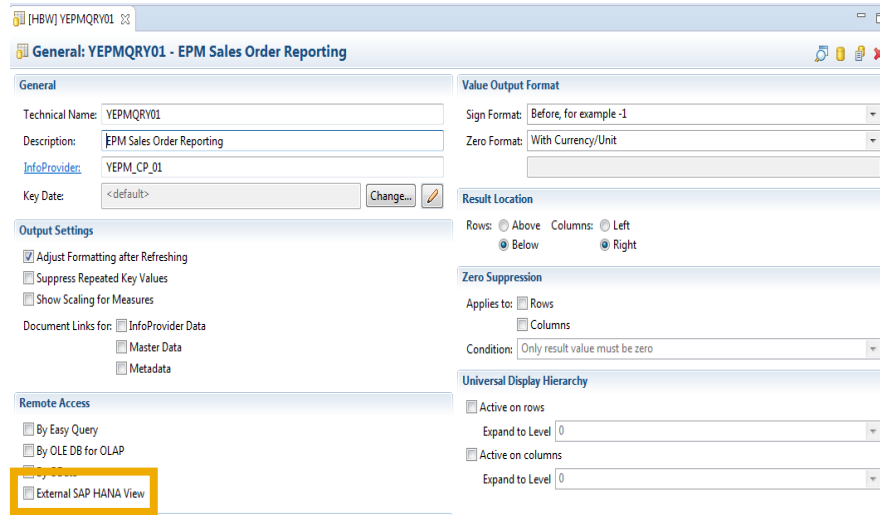 [HBW] YEPMQRY01
General: YEPMQRY01 - EPM Sales Order Reporting
General
Technical Name: YEPMQRY01
Description: EPM Sales Order Reporting
InfoProvider: YEPM_CP_01
Key Date: <default> Change...
Output Settings
Adjust Formatting after Refreshing
Suppress Repeated Key Values
Show Scaling for Measures
Document Links for: InfoProvider Data
Master Data
Metadata
Remote Access
By Easy Query
By OLE DB for OLAP
By
External SAP HANA View
Value Output Format
Sign Format: Before, for example -1
Zero Format: With Currency/Unit
Result Location
Rows: Above Columns: Left
Below Right
Zero Suppression
Applies to: Rows
Columns
Condition: Only result value must be zero
Universal Display Hierarchy
Active on rows
Expand to Level 0
Active on columns
Expand to Level 0